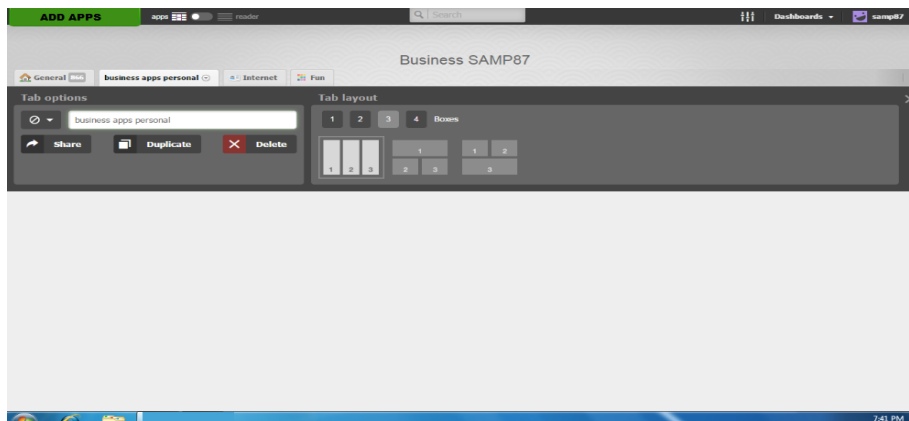 ADD APPS apps reader Search Dashboards samp87
Business SAMP87
General business apps personal Internet Fun
Tab options Tab layout
business apps personal 1 2 3 4 Boxes
Share Duplicate Delete
1 2 3 1 2 3 1 2 3
7:41 PM